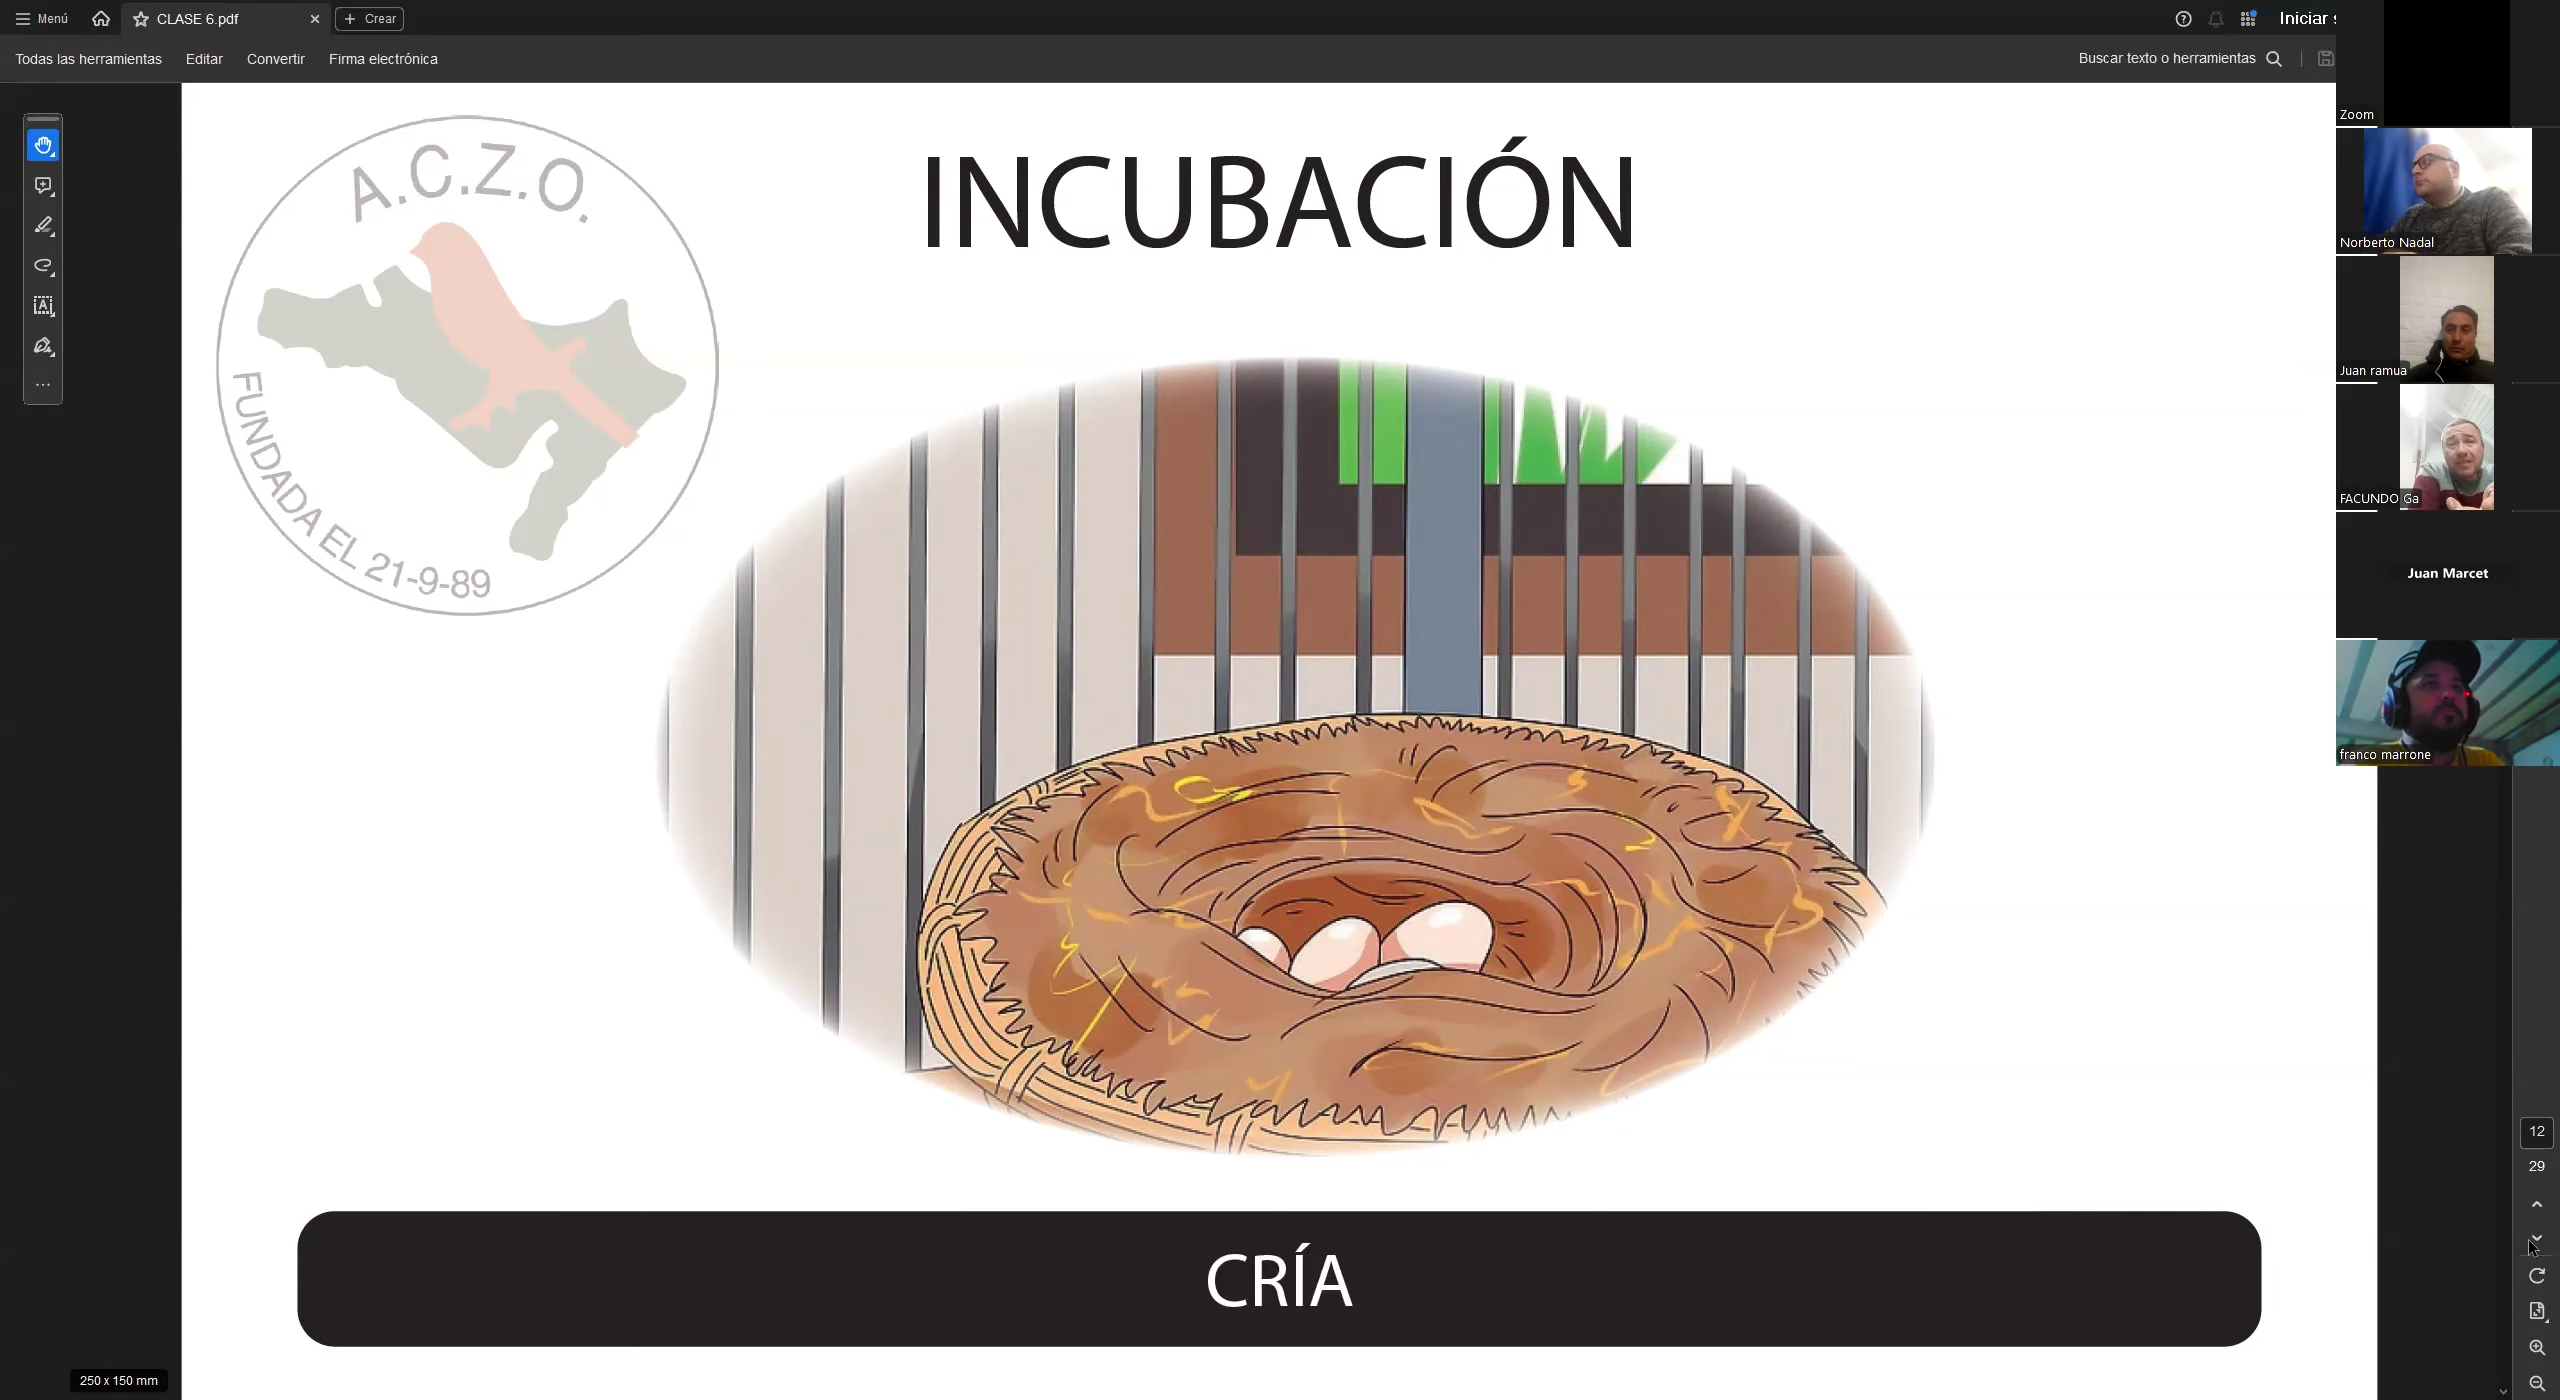 Menú
CLASE 6.pdf
Crear
Iniciar s
Todas las herramientas
Editar
Convertir
Firma electrónica
Buscar texto o herramientas
Zoom
Norberto Nadal
Juan ramua
FACUNDO Ga
Juan Marcet
franco marrone
A.C.Z.O.
FUNDADA EL 21-9-89
INCUBACIÓN
CRÍA
12
29
250 x 150 mm